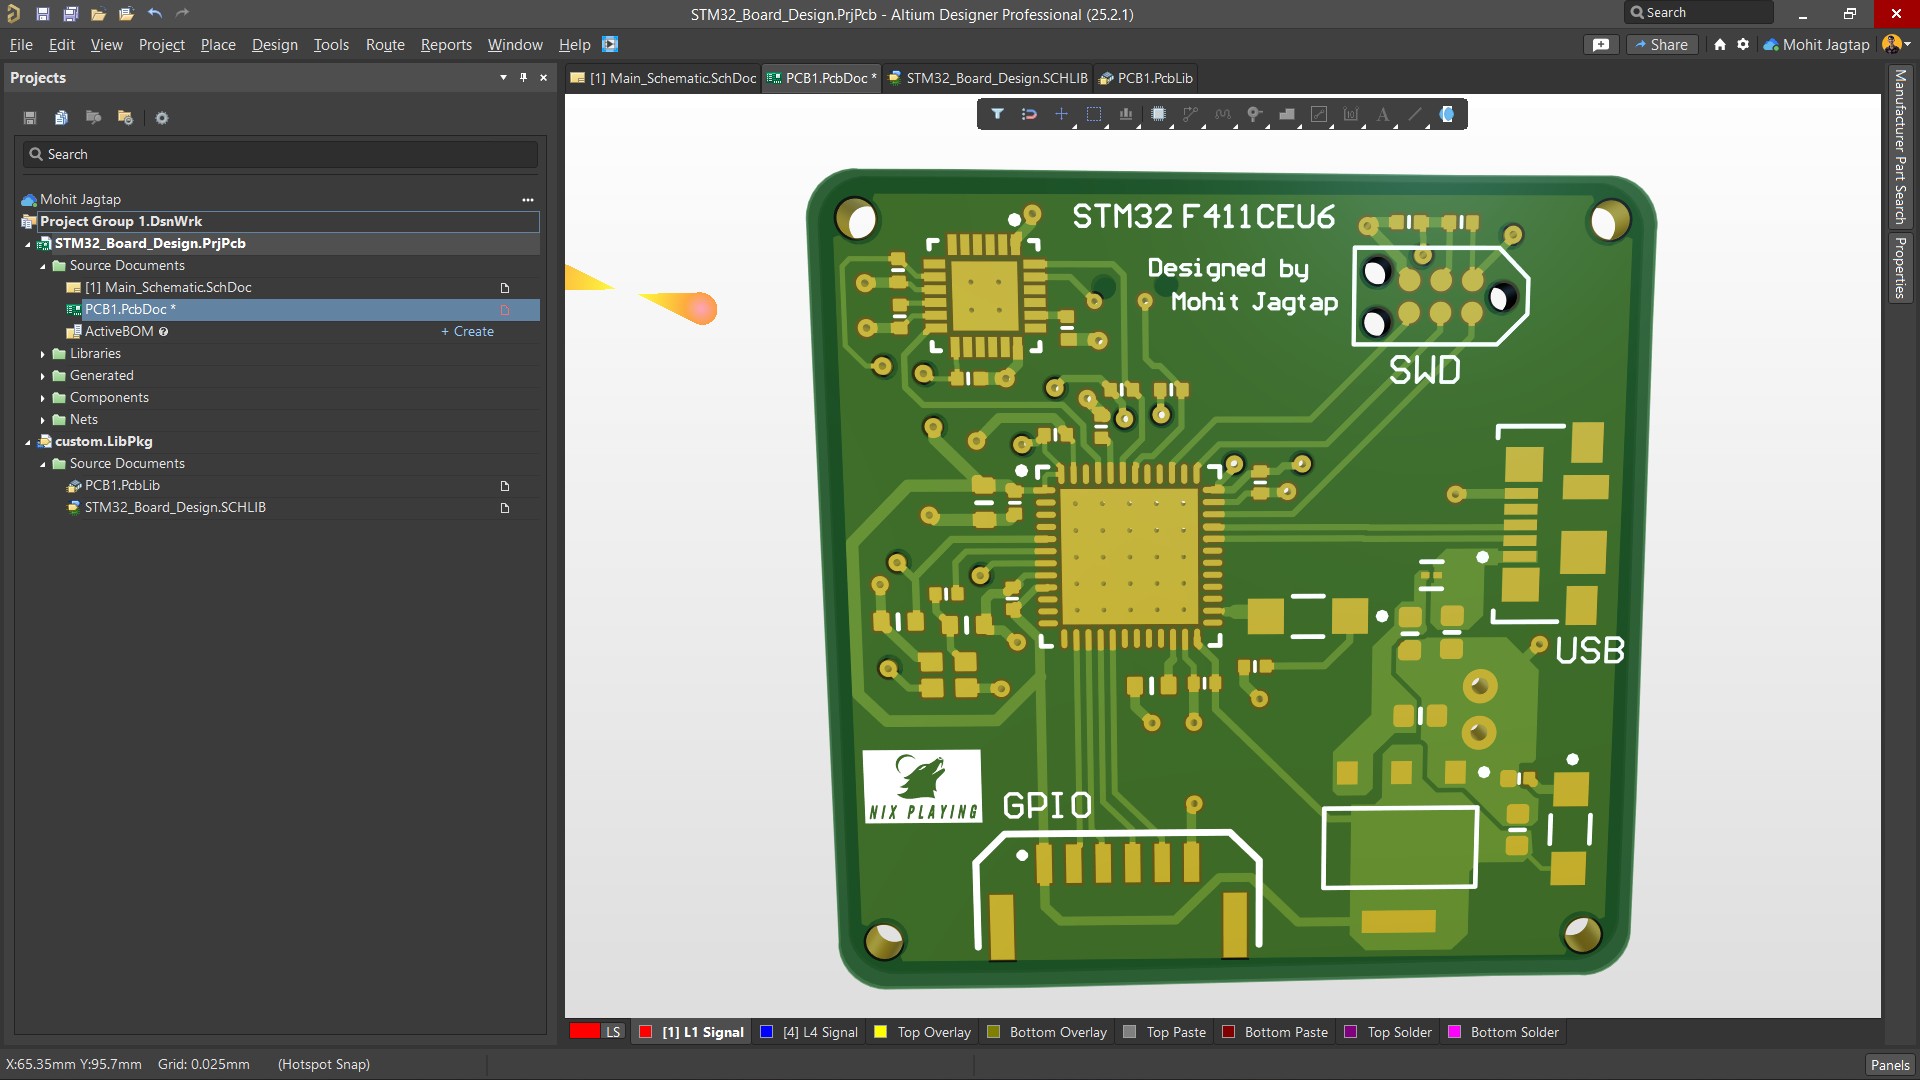 STM32_Board_Design.PrjPcb - Altium Designer Professional (25.2.1)
Search
File Edit View Project Place Design Tools Route Reports Window Help
Share
Mohit Jagtap
Projects
[1] Main_Schematic.SchDoc
PCB1.PcbDoc *
STM32_Board_Design.SCHLIB
PCB1.PcbLib
Search
Mohit Jagtap
Project Group 1.DsnWrk
STM32_Board_Design.PrjPcb
Source Documents
[1] Main_Schematic.SchDoc
PCB1.PcbDoc *
ActiveBOM
+ Create
Libraries
Generated
Components
Nets
custom.LibPkg
Source Documents
PCB1.PcbLib
STM32_Board_Design.SCHLIB
STM32 F411CEU6
Designed by
Mohit Jagtap
SWD
USB
NIX PLAYING
GPIO
Manufacturer Part Search
Properties
LS
[1] L1 Signal
[4] L4 Signal
Top Overlay
Bottom Overlay
Top Paste
Bottom Paste
Top Solder
Bottom Solder
X:65.35mm Y:95.7mm Grid: 0.025mm (Hotspot Snap)
Panels